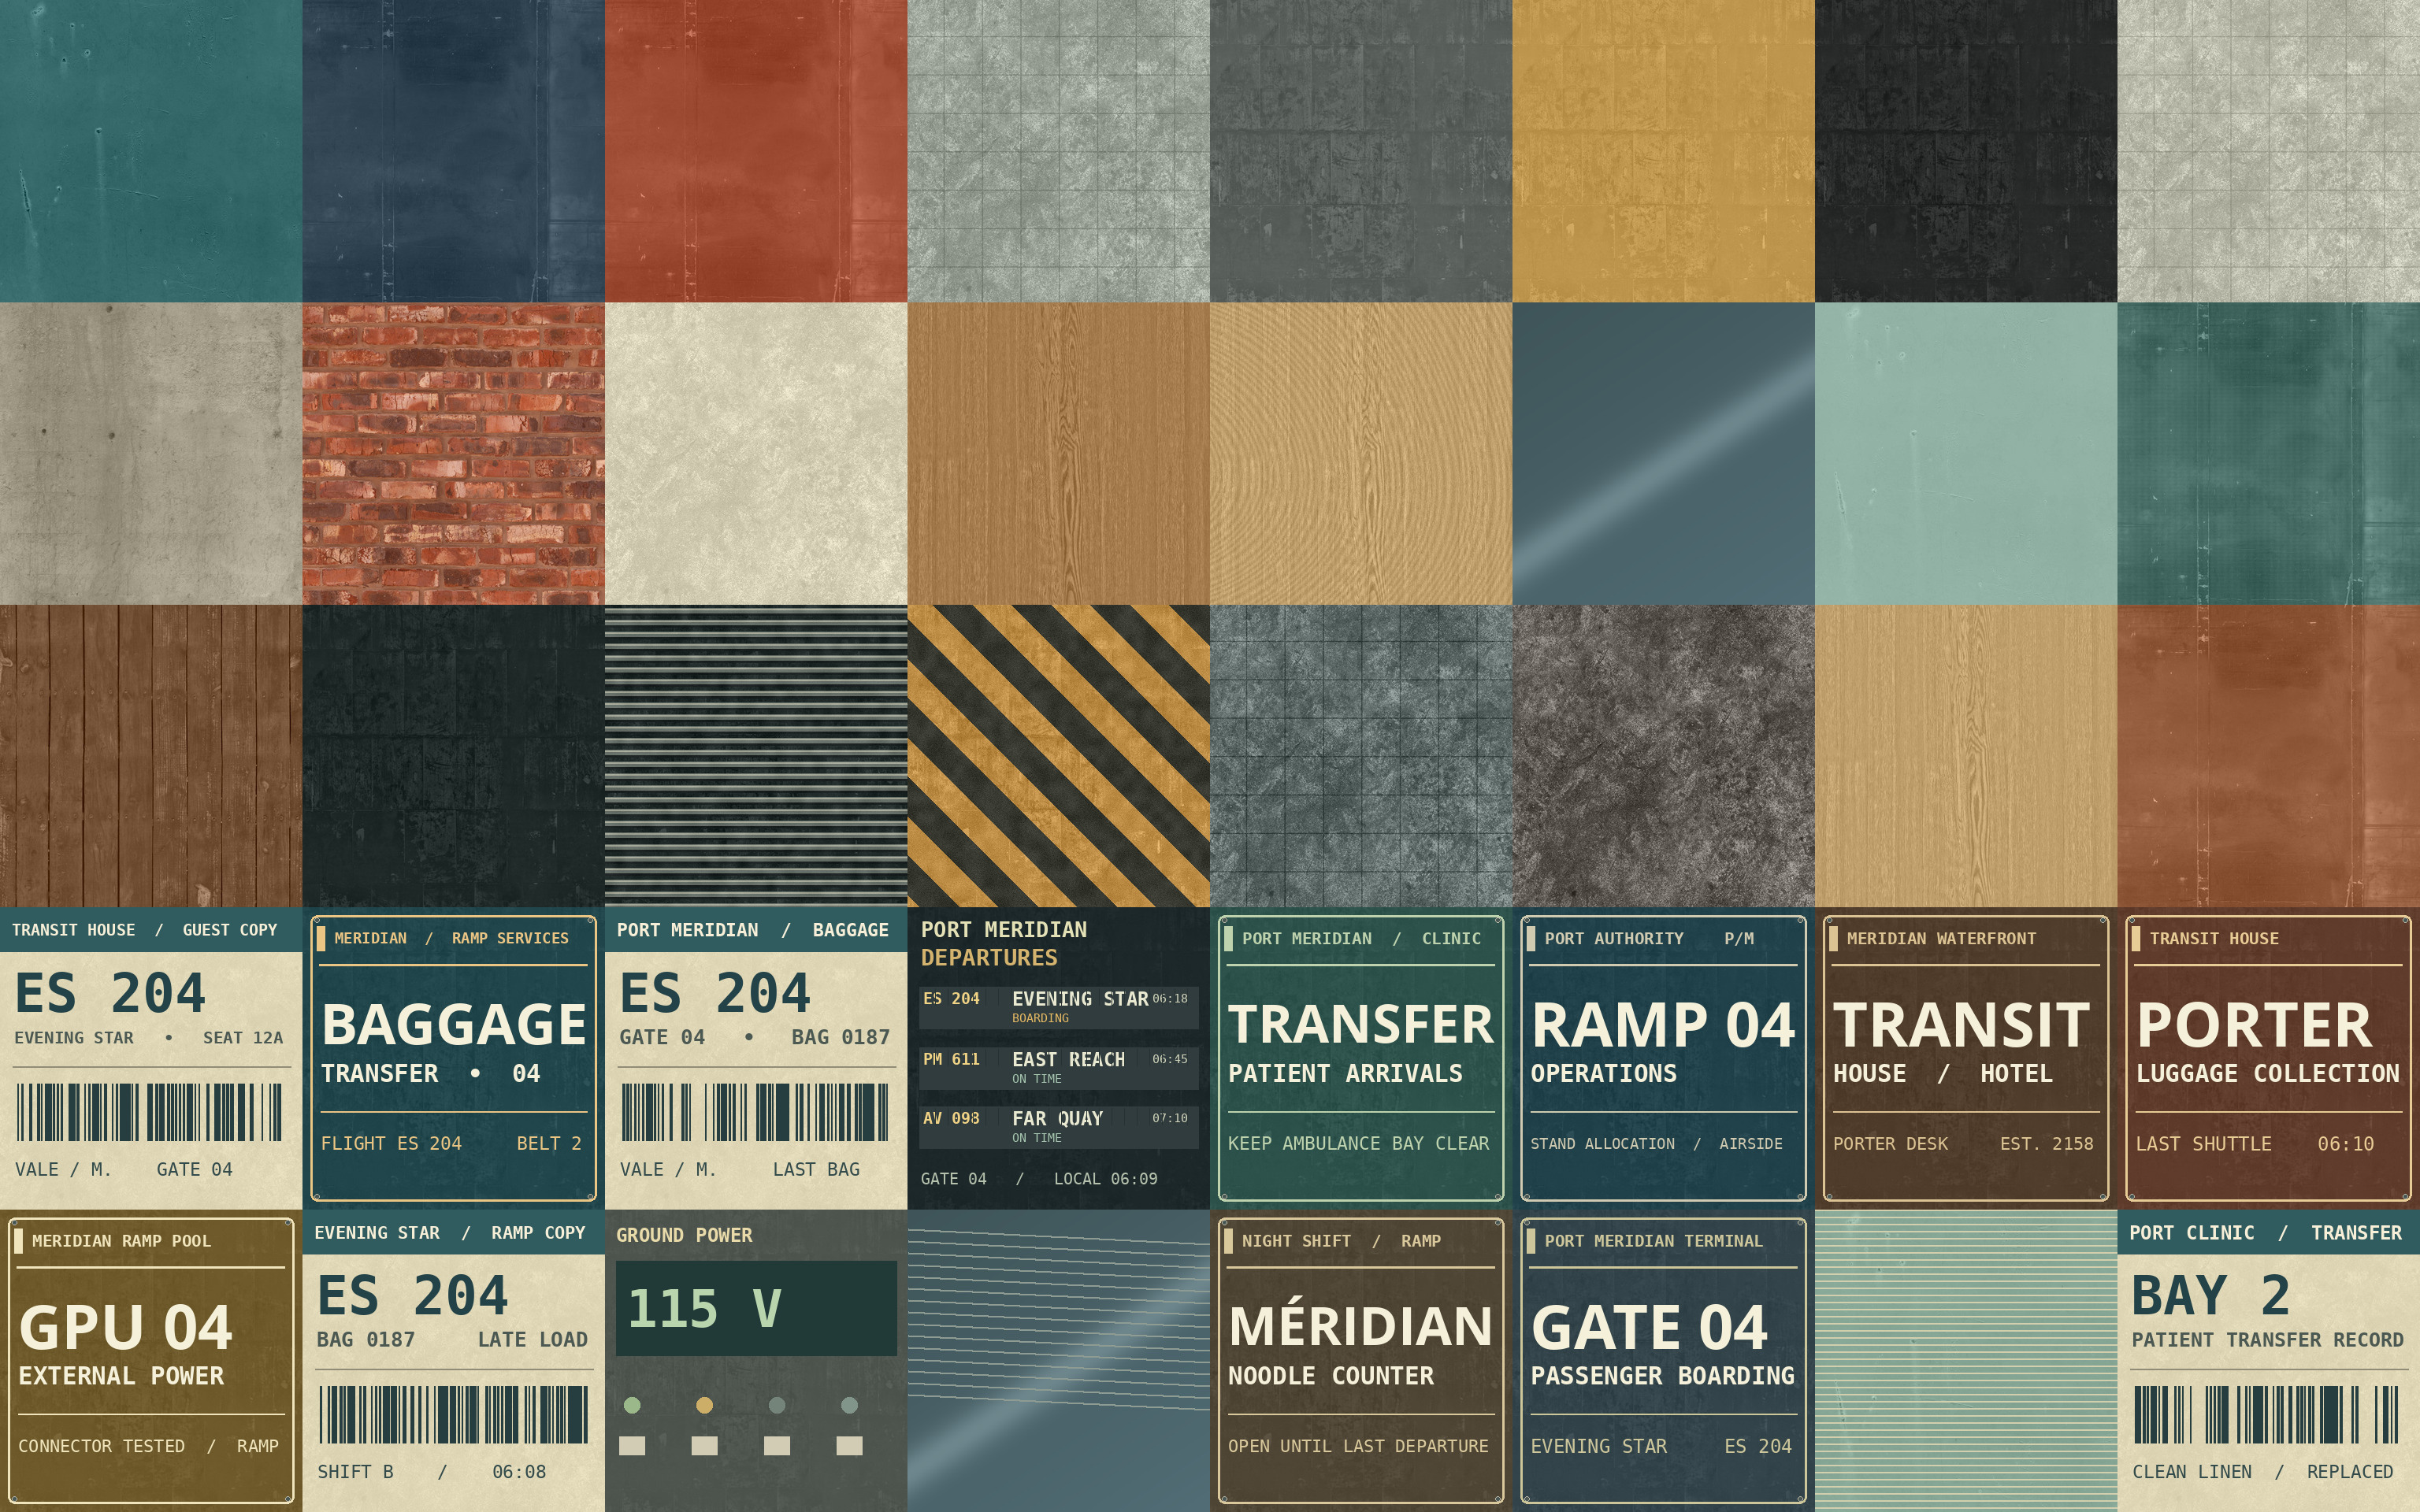 TRANSIT HOUSE / GUEST COPY
ES 204
EVENING STAR • SEAT 12A
VALE / M. GATE 04
MERIDIAN / RAMP SERVICES
BAGGAGE
TRANSFER • 04
FLIGHT ES 204 BELT 2
PORT MERIDIAN / BAGGAGE
ES 204
GATE 04 • BAG 0187
VALE / M. LAST BAG
PORT MERIDIAN
DEPARTURES
ES 204 EVENING STAR 06:18
BOARDING
PM 611 EAST REACH 06:45
ON TIME
AV 098 FAR QUAY 07:10
ON TIME
GATE 04 / LOCAL 06:09
PORT MERIDIAN / CLINIC
TRANSFER
PATIENT ARRIVALS
KEEP AMBULANCE BAY CLEAR
PORT AUTHORITY P/M
RAMP 04
OPERATIONS
STAND ALLOCATION / AIRSIDE
MERIDIAN WATERFRONT
TRANSIT
HOUSE / HOTEL
PORTER DESK EST. 2158
TRANSIT HOUSE
PORTER
LUGGAGE COLLECTION
LAST SHUTTLE 06:10
MERIDIAN RAMP POOL
GPU 04
EXTERNAL POWER
CONNECTOR TESTED / RAMP
EVENING STAR / RAMP COPY
ES 204
BAG 0187 LATE LOAD
SHIFT B / 06:08
GROUND POWER
115 V
NIGHT SHIFT / RAMP
MÉRIDIAN
NOODLE COUNTER
OPEN UNTIL LAST DEPARTURE
PORT MERIDIAN TERMINAL
GATE 04
PASSENGER BOARDING
EVENING STAR ES 204
PORT CLINIC / TRANSFER
BAY 2
PATIENT TRANSFER RECORD
CLEAN LINEN / REPLACED